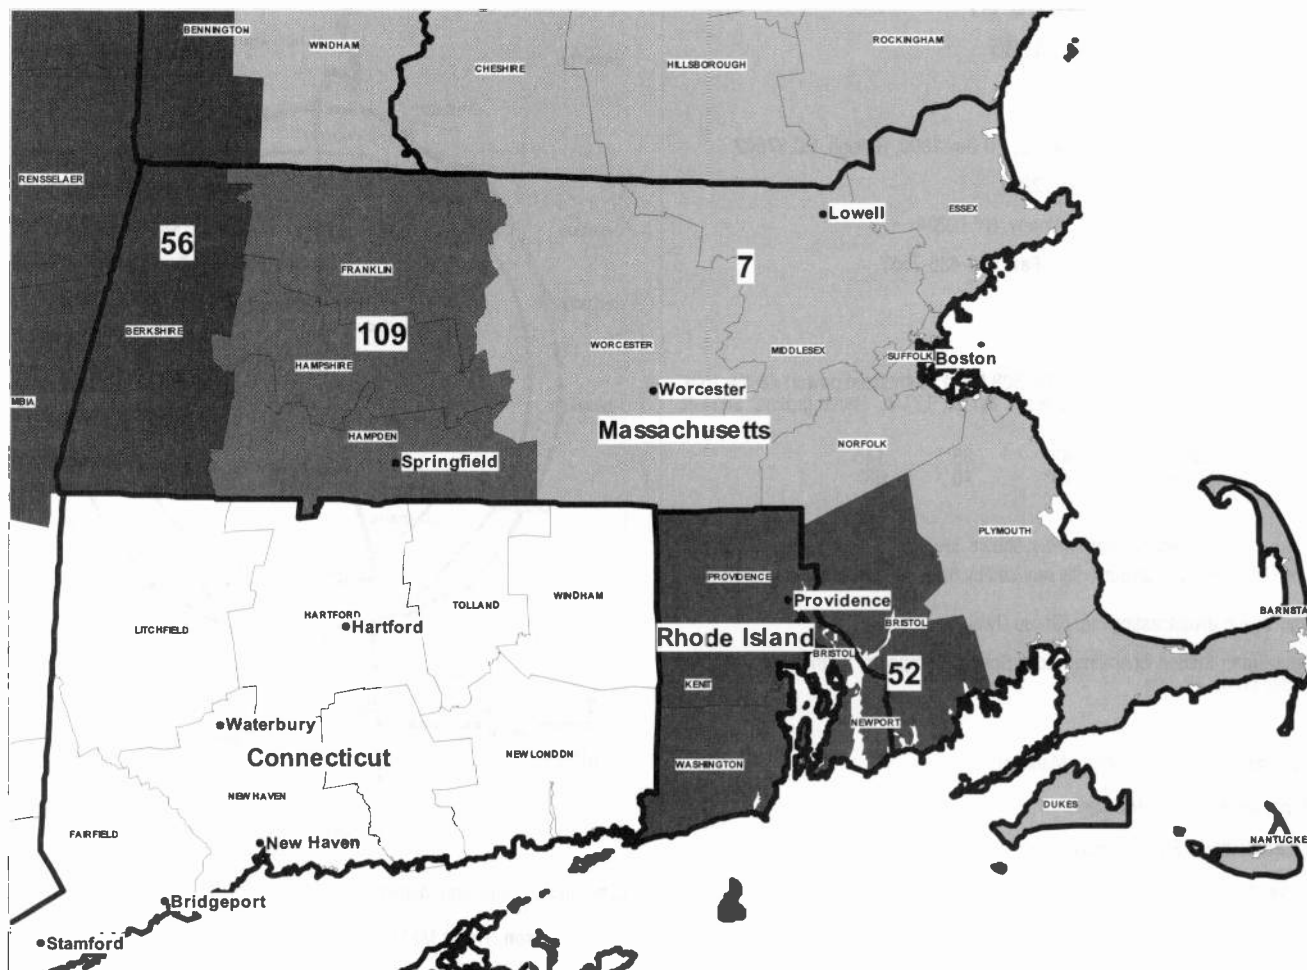 BENNINGTON
WINDHAM
CHESHIRE
HILLSBOROUGH
ROCKINGHAM
RENSSELAER
56
FRANKLIN
7
Lowell
ESSEX
BERKSHIRE
109
HAMPSHIRE
WORCESTER
MIDDLESEX
SUFFOLK
Boston
MBIA
Worcester
Massachusetts
HAMPDEN
NORFOLK
Springfield
PLYMOUTH
PROVIDENCE
Providence
WINDHAM
TOLLAND
HARTFORD
Hartford
LITCHFIELD
BARNSTA
Rhode Island
BRISTOL
BRISTOL
52
KENT
NEWPORT
Waterbury
Connecticut
NEW LONDON
WASHINGTON
NEW HAVEN
DUKES
FAIRFIELD
New Haven
NANTUCKE
Bridgeport
Stamford